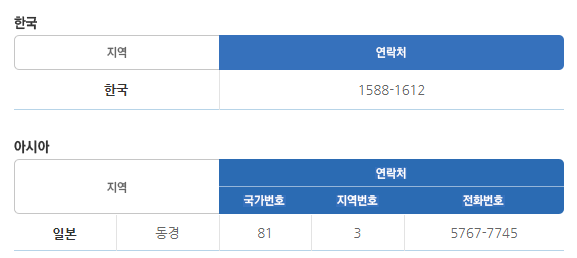 한국
지역 연락처
한국 1588-1612
아시아
연락처
지역
국가번호 지역번호 전화번호
일본 동경 81 3 5767-7745